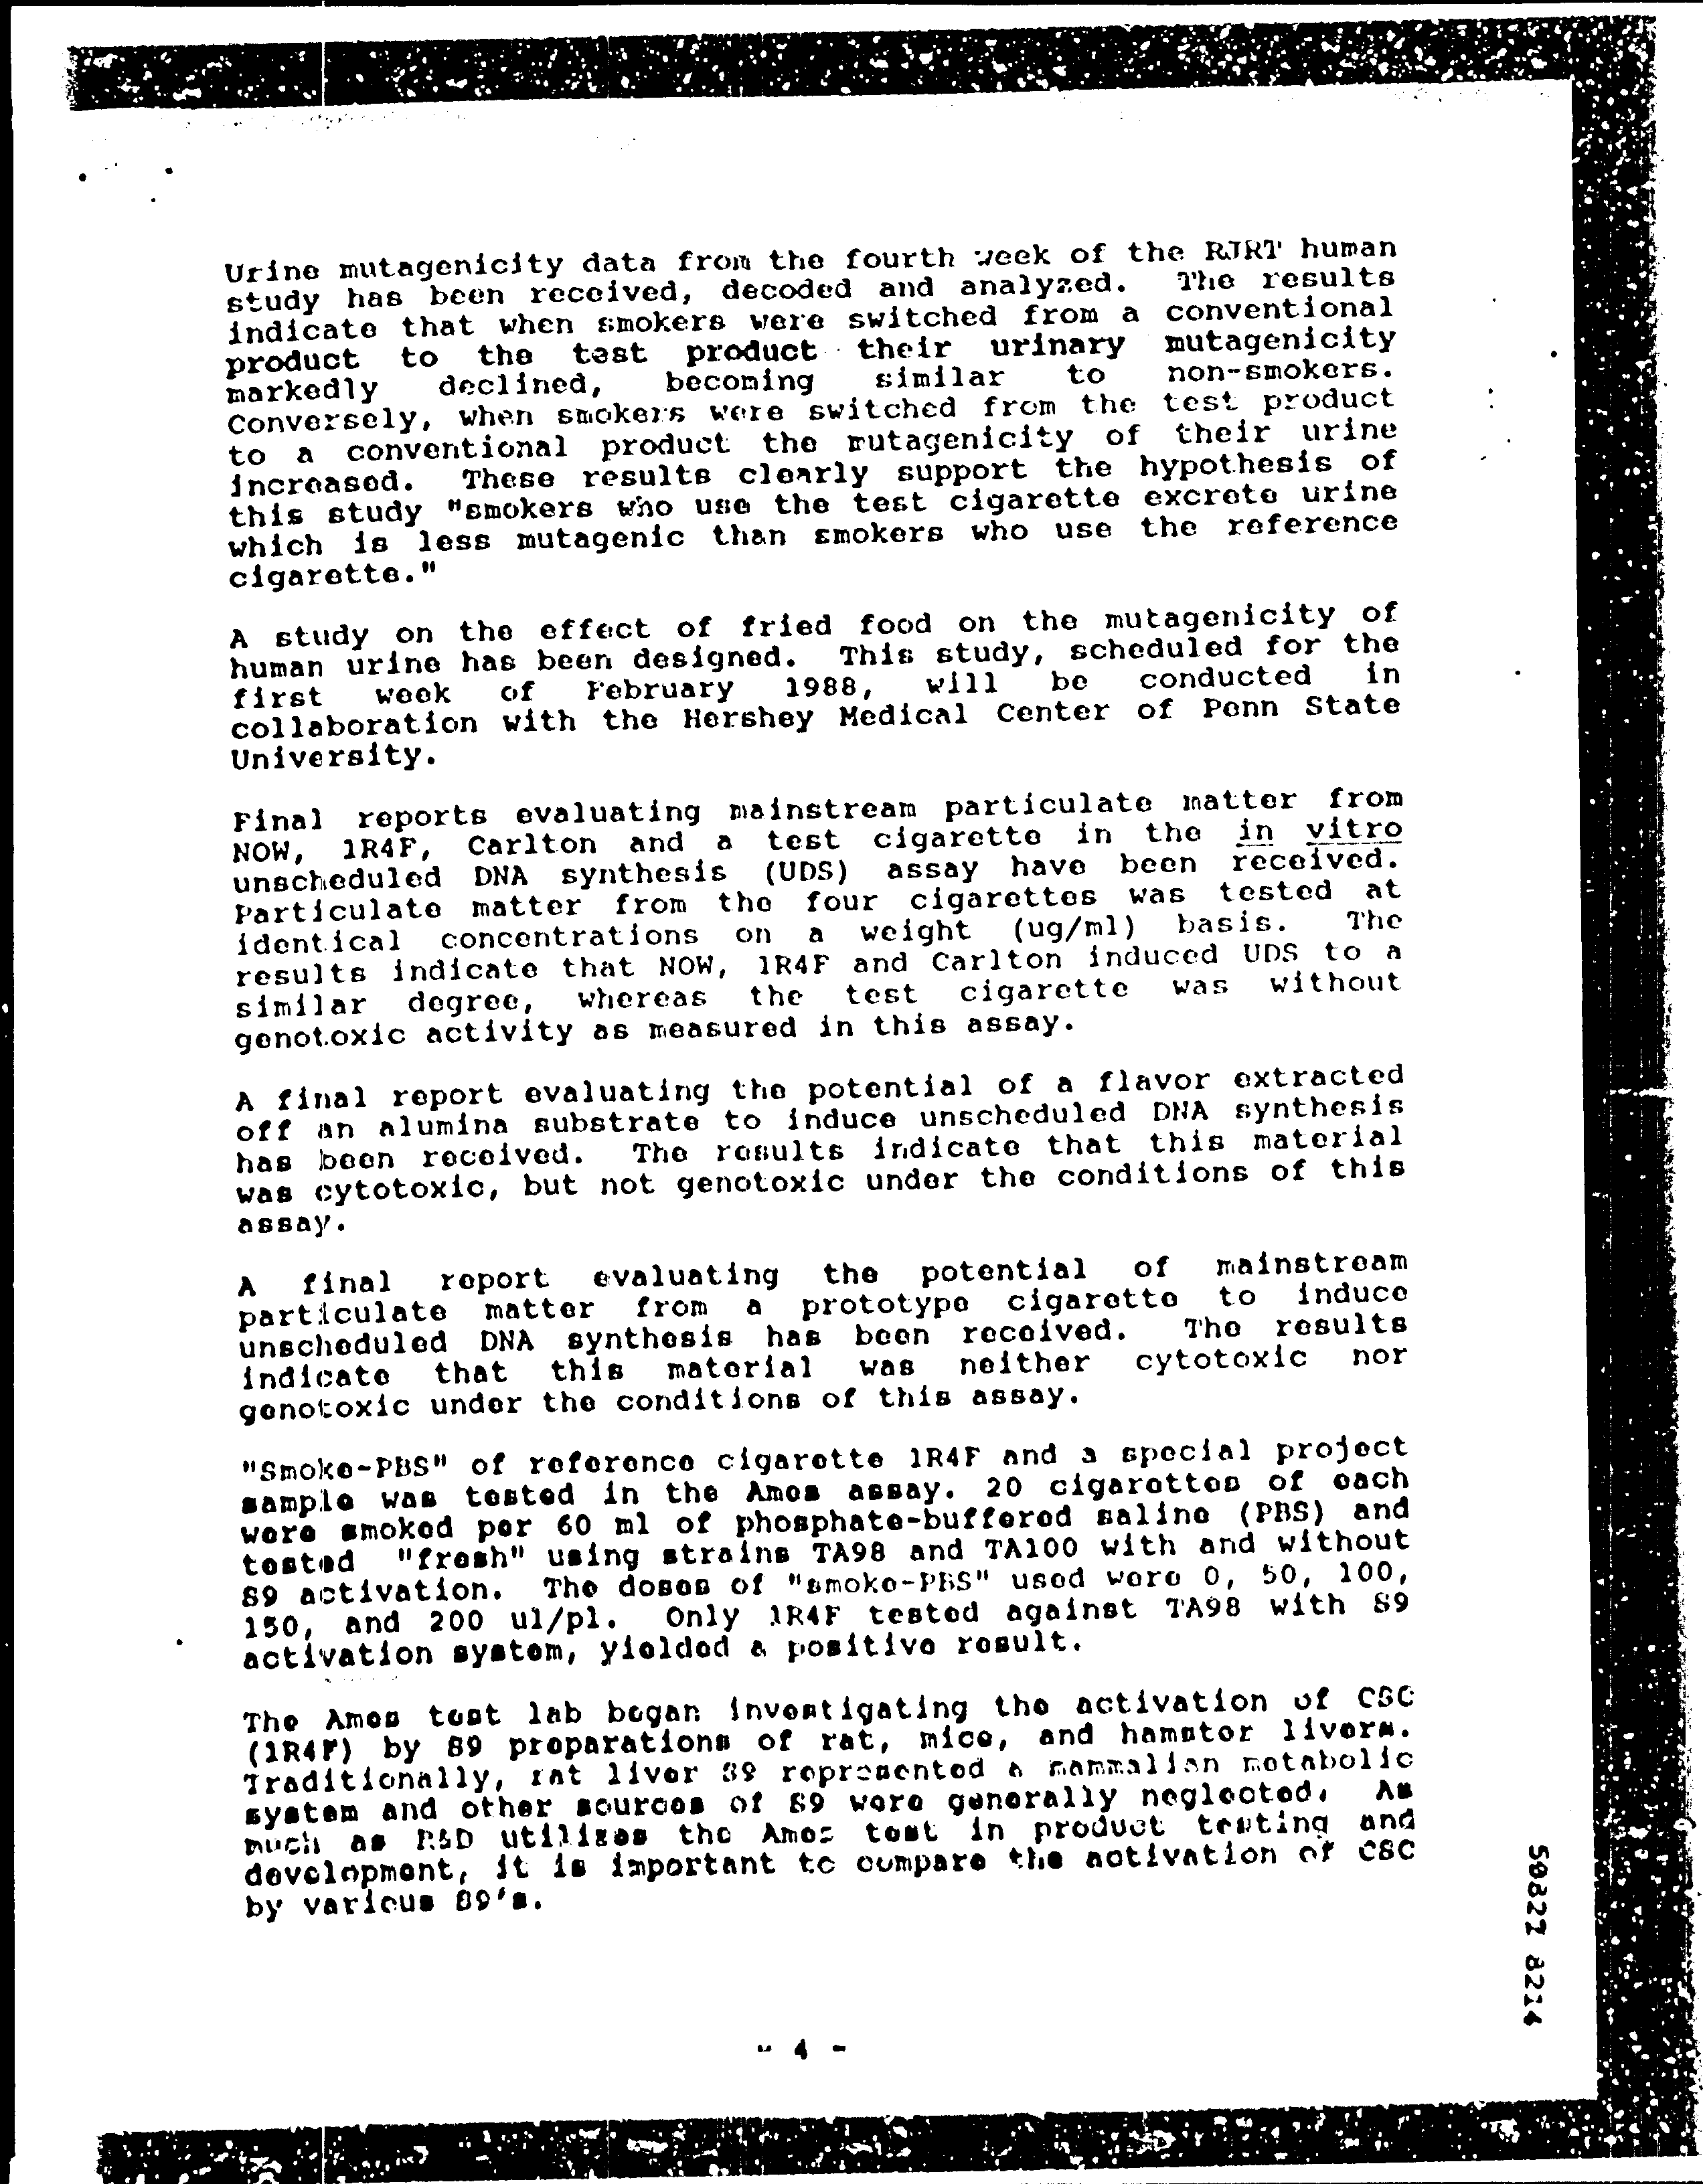 Urine mutagenicity data from the fourth week of the RJRT human
study has been received, decoded and analyzed. The results
indicate that when smokers were switched from a conventional
product to the test product their urinary mutagenicity
markedly declined, becoming similar to non-smokers.
Conversely, when smokers were switched from the test product
to a conventional product the mutagenicity of their urine
increased. These results clearly support the hypothesis of
this study "smokers who use the test cigarette excrete urine
which is less mutagenic than smokers who use the reference
cigarette."
A study on the effect of fried food on the mutagenicity of
human urine has been designed. This study, scheduled for the
first week of February 1988, will be conducted in
collaboration with the Hershey Medical Center of Penn State
University.
Final reports evaluating mainstream particulate matter from
NOW, 1R4F, Carlton and a test cigarette in the in vitro
unscheduled DNA synthesis (UDS) assay have been received.
Particulate matter from the four cigarettes was tested at
identical concentrations on a weight (ug/ml) basis. The
results indicate that NOW, 1R4F and Carlton induced UDS to a
similar degree, whereas the test cigarette was without
genotoxic activity as measured in this assay.
A final report evaluating the potential of a flavor extracted
off an alumina substrate to induce unscheduled DNA synthesis
has been received. The results indicate that this material
was cytotoxic, but not genotoxic under the conditions of this
assay.
A final report evaluating the potential of mainstream
particulate matter from a prototype cigarette to induce
unscheduled DNA synthesis has been received. The results
indicate that this material was neither cytotoxic nor
genotoxic under the conditions of this assay.
"Smoke-PBS" of reference cigarette 1R4F and a special project
sample was tested in the Ames assay. 20 cigarettes of each
were smoked per 60 ml of phosphate-buffered saline (PBS) and
tested "fresh" using strains TA98 and TA100 with and without
S9 activation. The doses of "smoke-PBS" used were 0, 50, 100,
150, and 200 ul/pl. Only 1R4F tested against TA98 with S9
activation system, yielded a positive result.
The Ames test lab began investigating the activation of CSC
(1R4F) by S9 preparations of rat, mice, and hamster livers.
Traditionally, rat liver S9 represented a mammalian metabolic
system and other sources of S9 were generally neglected. As
much as R&D utilizes the Ames test in product testing and
development, it is important to compare the activation of CSC
by various S9's.
50827 8214
- 4 -